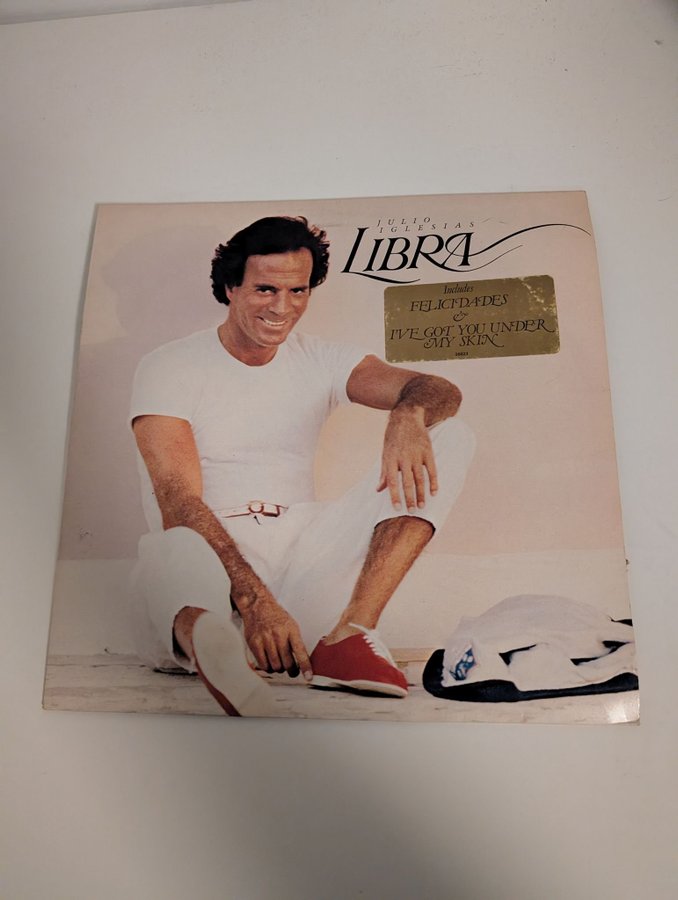 JULIO
IGLESIAS
LIBRA
Includes
FELICIDADES
&
I'VE GOT YOU UNDER
MY SKIN